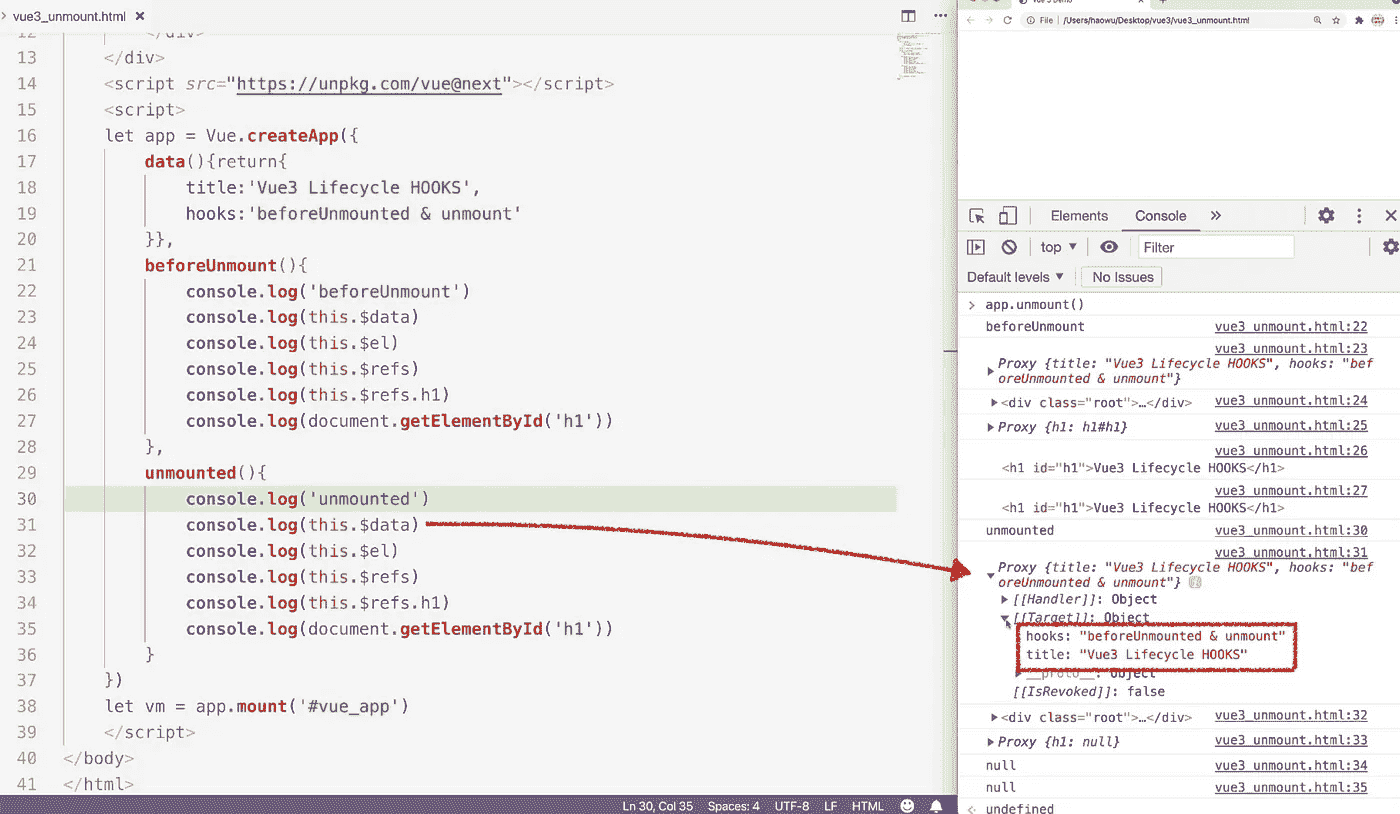 vue3_unmount.html
12 </div>
13 </div>
14 <script src="https://unpkg.com/vue@next"></script>
15 <script>
16 let app = Vue.createApp({
17 data(){return{
18 title:'Vue3 Lifecycle HOOKS',
19 hooks:'beforeUnmounted & unmount'
20 }},
21 beforeUnmount(){
22 console.log('beforeUnmount')
23 console.log(this.$data)
24 console.log(this.$el)
25 console.log(this.$refs)
26 console.log(this.$refs.h1)
27 console.log(document.getElementById('h1'))
28 },
29 unmounted(){
30 console.log('unmounted')
31 console.log(this.$data)
32 console.log(this.$el)
33 console.log(this.$refs)
34 console.log(this.$refs.h1)
35 console.log(document.getElementById('h1'))
36 }
37 })
38 let vm = app.mount('#vue_app')
39 </script>
40 </body>
41 </html>
Ln 30, Col 35 Spaces: 4 UTF-8 LF HTML
Vue 3 Demo
File | /Users/haowu/Desktop/vue3/vue3_unmount.html
Elements Console »
top ▼ Filter
Default levels ▼ No Issues
> app.unmount()
beforeUnmount vue3_unmount.html:22
vue3_unmount.html:23
Proxy {title: "Vue3 Lifecycle HOOKS", hooks: "bef
oreUnmounted & unmount"}
<div class="root">…</div> vue3_unmount.html:24
Proxy {h1: h1#h1} vue3_unmount.html:25
vue3_unmount.html:26
<h1 id="h1">Vue3 Lifecycle HOOKS</h1>
vue3_unmount.html:27
<h1 id="h1">Vue3 Lifecycle HOOKS</h1>
unmounted vue3_unmount.html:30
vue3_unmount.html:31
Proxy {title: "Vue3 Lifecycle HOOKS", hooks: "bef
oreUnmounted & unmount"}
[[Handler]]: Object
[[Target]]: Object
hooks: "beforeUnmounted & unmount"
title: "Vue3 Lifecycle HOOKS"
__proto__: Object
[[IsRevoked]]: false
<div class="root">…</div> vue3_unmount.html:32
Proxy {h1: null} vue3_unmount.html:33
null vue3_unmount.html:34
null vue3_unmount.html:35
undefined